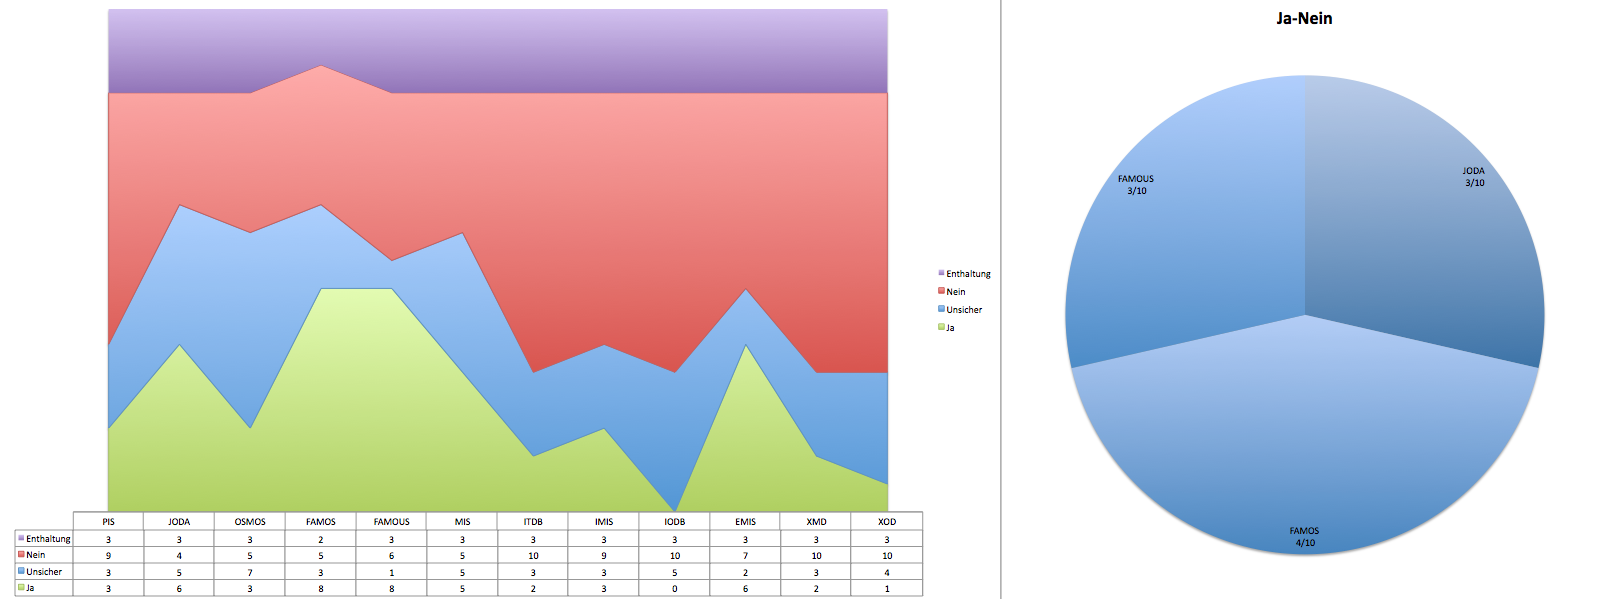 Enthaltung
Nein
Unsicher
Ja
PIS JODA OSMOS FAMOS FAMOUS MIS ITDB IMIS IODB EMIS XMD XOD
Enthaltung 3 3 3 2 3 3 3 3 3 3 3 3
Nein 9 4 5 5 6 5 10 9 10 7 10 10
Unsicher 3 5 7 3 1 5 3 3 5 2 3 4
Ja 3 6 3 8 8 5 2 3 0 6 2 1
Ja-Nein
FAMOUS
3/10
JODA
3/10
FAMOS
4/10